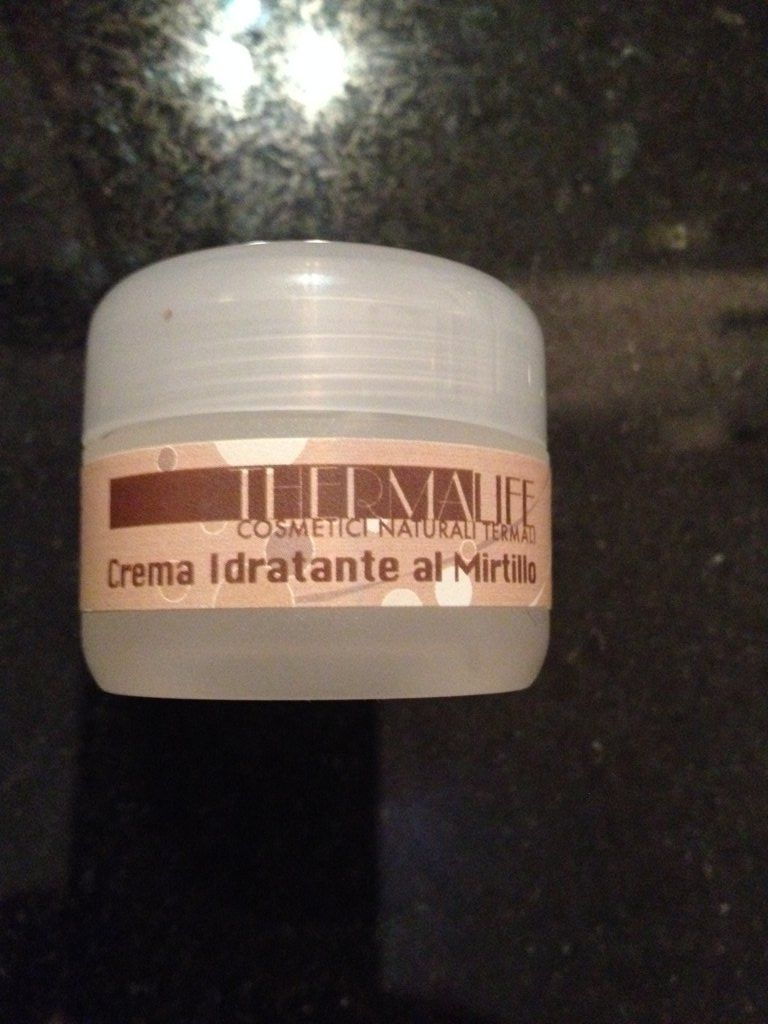 THERMALIFE
COSMETICI NATURALI TERMALI
Crema Idratante al Mirtillo